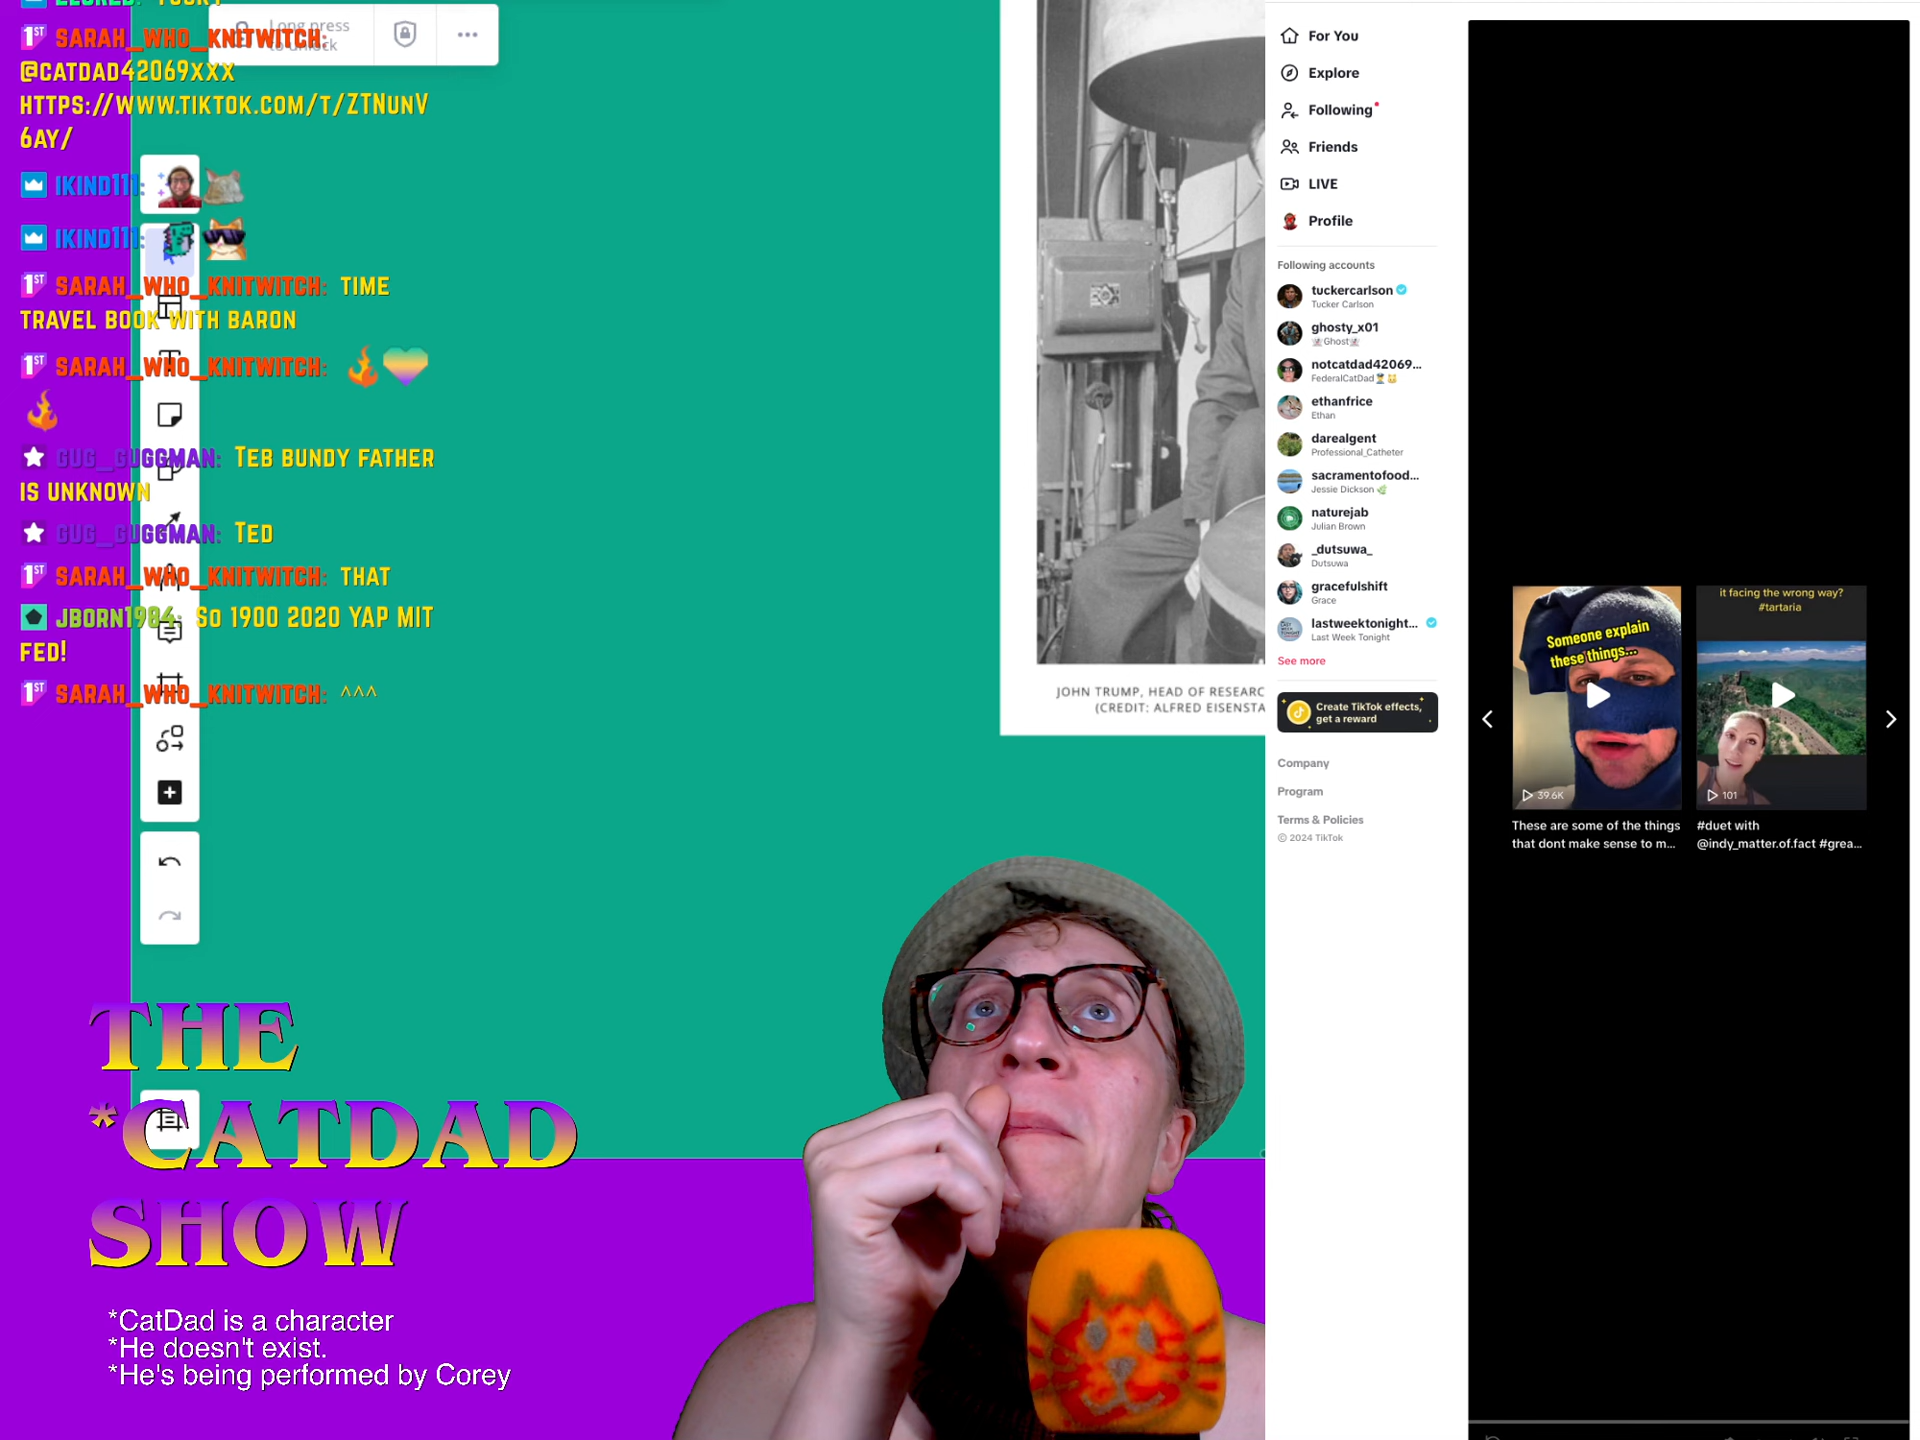 SARAH_WHO_KNITWITCH:
@CATDAD42069XXX
HTTPS://WWW.TIKTOK.COM/T/ZTNUNV
6AY/
IKIND111:
IKIND111:
SARAH_WHO_KNITWITCH: TIME
TRAVEL BOOK WITH BARON
SARAH_WHO_KNITWITCH:
GUG_GUGGMAN: TEB BUNDY FATHER
IS UNKNOWN
GUG_GUGGMAN: TED
SARAH_WHO_KNITWITCH: THAT
JBORN1984: SO 1900 2020 YAP MIT
FED!
SARAH_WHO_KNITWITCH: ^^^
Long press
to unlock
THE
*CATDAD
SHOW
*CatDad is a character
*He doesn't exist.
*He's being performed by Corey
JOHN TRUMP, HEAD OF RESEARC
(CREDIT: ALFRED EISENSTA
For You
Explore
Following
Friends
LIVE
Profile
Following accounts
tuckercarlson
Tucker Carlson
ghosty_x01
Ghost
notcatdad42069...
FederalCatDad
ethanfrice
Ethan
darealgent
Professional_Catheter
sacramentofood...
Jessie Dickson
naturejab
Julian Brown
_dutsuwa_
Dutsuwa
gracefulshift
Grace
lastweektonight...
Last Week Tonight
See more
Create TikTok effects,
get a reward
Company
Program
Terms & Policies
© 2024 TikTok
Someone explain
these things...
39.6K
These are some of the things
that dont make sense to m...
it facing the wrong way?
#tartaria
101
#duet with
@indy_matter.of.fact #grea...